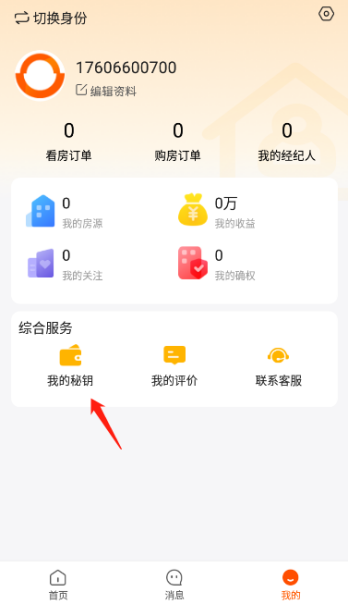 切换身份
17606600700
编辑资料
0 0 0
看房订单 购房订单 我的经纪人
0 0万
我的房源 我的收益
0 0
我的关注 我的确权
综合服务
我的秘钥 我的评价 联系客服
首页 消息 我的